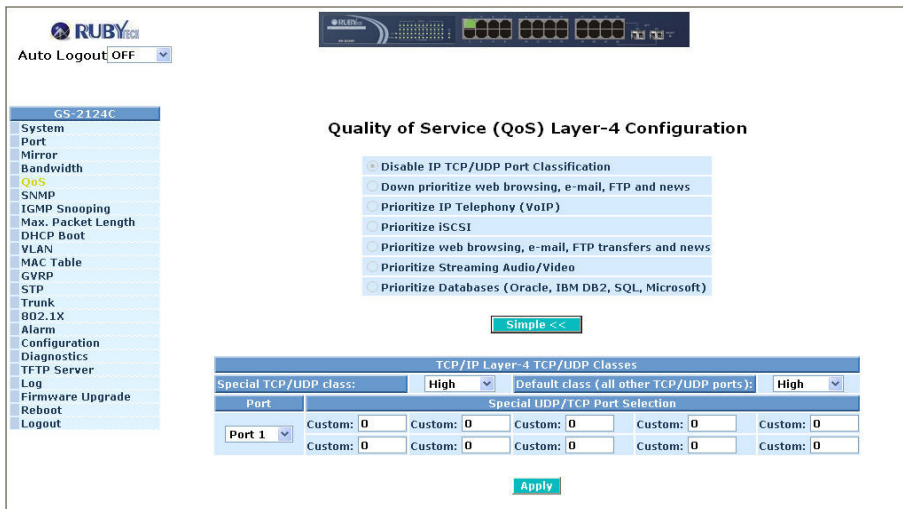 RUBYTECH
Auto Logout OFF
GS-2124C
System
Port
Mirror
Bandwidth
QoS
SNMP
IGMP Snooping
Max. Packet Length
DHCP Boot
VLAN
MAC Table
GVRP
STP
Trunk
802.1X
Alarm
Configuration
Diagnostics
TFTP Server
Log
Firmware Upgrade
Reboot
Logout
Quality of Service (QoS) Layer-4 Configuration
Disable IP TCP/UDP Port Classification
Down prioritize web browsing, e-mail, FTP and news
Prioritize IP Telephony (VoIP)
Prioritize iSCSI
Prioritize web browsing, e-mail, FTP transfers and news
Prioritize Streaming Audio/Video
Prioritize Databases (Oracle, IBM DB2, SQL, Microsoft)
Simple <<
TCP/IP Layer-4 TCP/UDP Classes
Special TCP/UDP class: High Default class (all other TCP/UDP ports): High
Port Special UDP/TCP Port Selection
Port 1
Custom: 0 Custom: 0 Custom: 0 Custom: 0 Custom: 0
Custom: 0 Custom: 0 Custom: 0 Custom: 0 Custom: 0
Apply